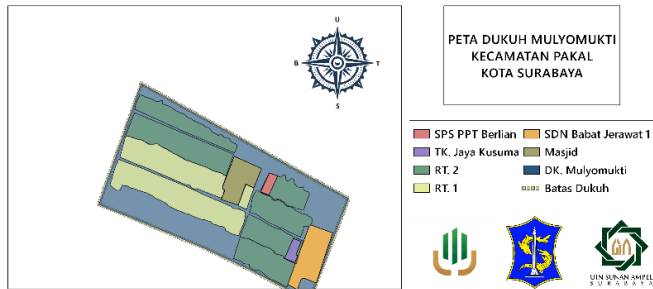 PETA DUKUH MULYOMUKTI
KECAMATAN PAKAL
KOTA SURABAYA
U
B
T
S
SPS PPT Berlian
SDN Babat Jerawat 1
TK. Jaya Kusuma
Masjid
RT. 2
DK. Mulyomukti
RT. 1
Batas Dukuh
UIN SUNAN AMPEL
SURABAYA